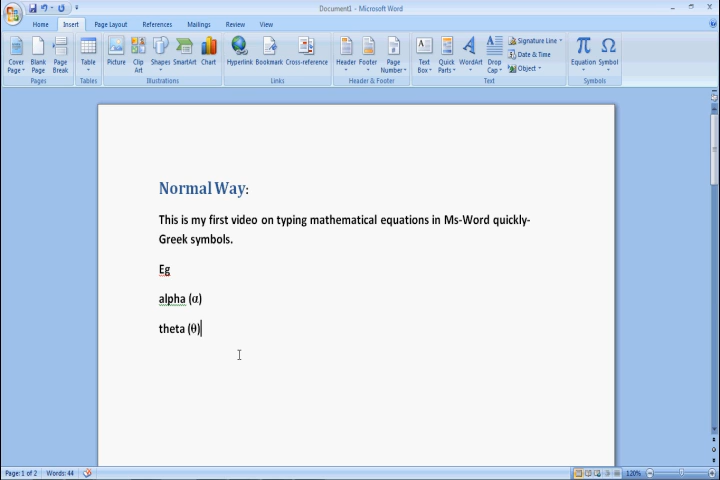 Document1 - Microsoft Word
Home Insert Page Layout References Mailings Review View
Cover Page Blank Page Page Break Table Picture Clip Art Shapes SmartArt Chart Hyperlink Bookmark Cross-reference Header Footer Page Number Text Box Quick Parts WordArt Drop Cap Signature Line Date & Time Object Equation Symbol
Pages Tables Illustrations Links Header & Footer Text Symbols
Normal Way:
This is my first video on typing mathematical equations in Ms-Word quickly-
Greek symbols.
Eg
alpha (α)
theta (θ)
Page: 1 of 2 Words: 44 120%